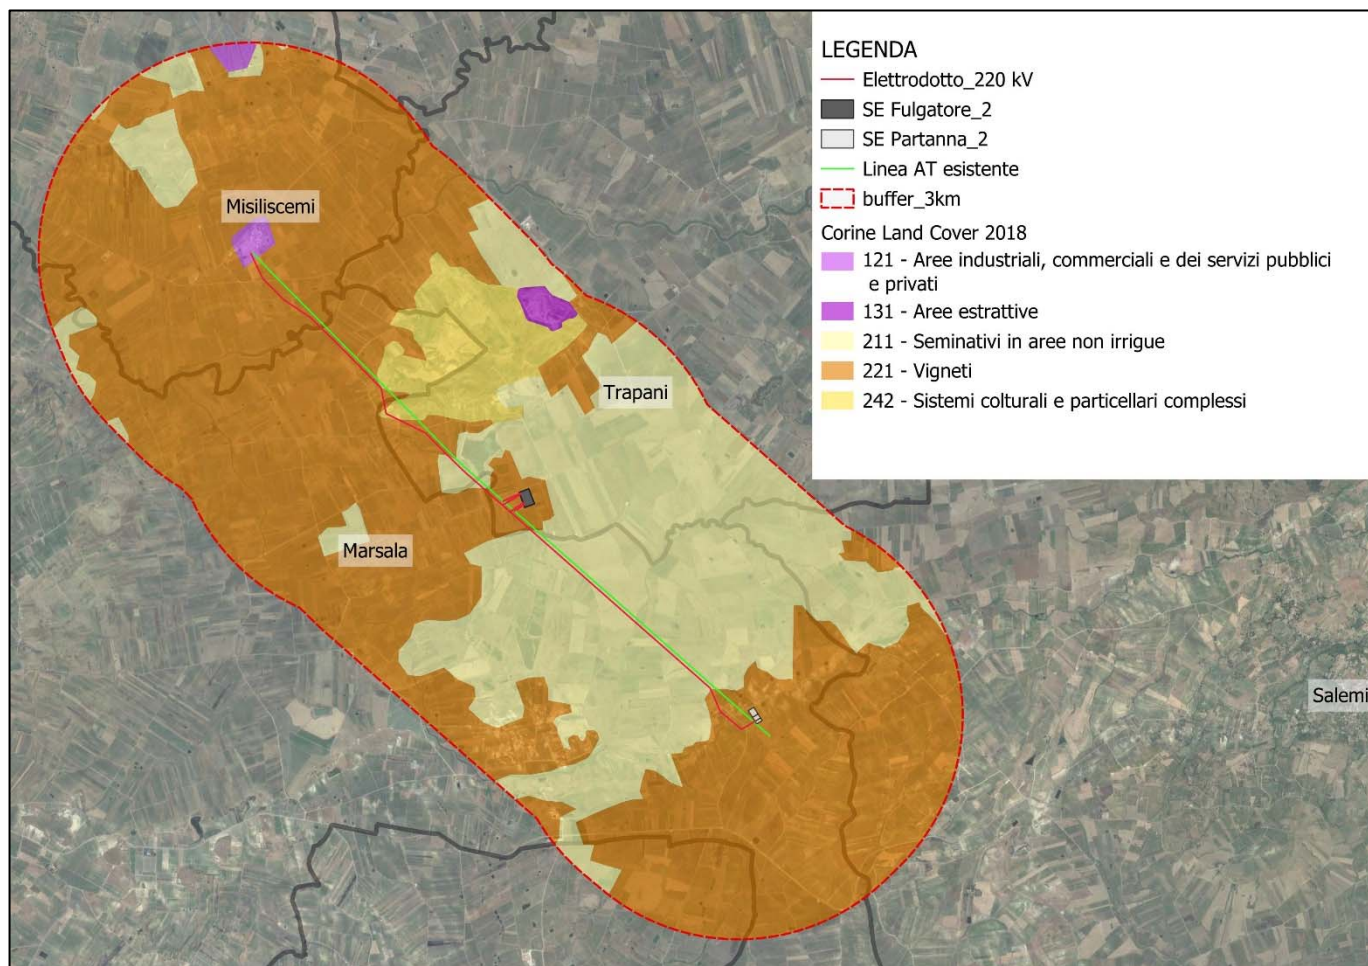 LEGENDA
Elettrodotto_220 kV
SE Fulgatore_2
SE Partanna_2
Linea AT esistente
buffer_3km
Corine Land Cover 2018
121 - Aree industriali, commerciali e dei servizi pubblici
e privati
131 - Aree estrattive
211 - Seminativi in aree non irrigue
221 - Vigneti
242 - Sistemi colturali e particellari complessi
Misiliscemi
Trapani
Marsala
Salemi